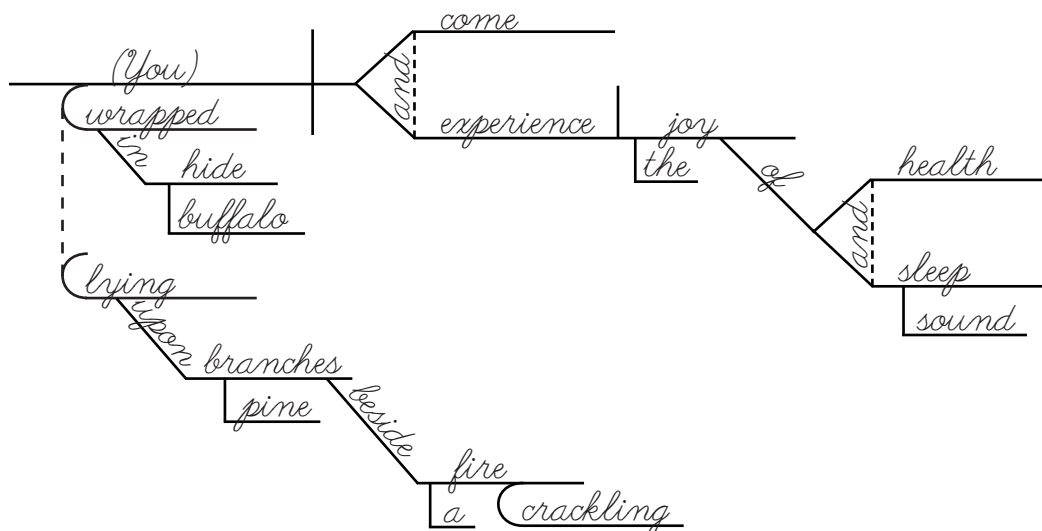 come
(You)
and
wrapped
experience
joy
in
hide
the
of
health
buffalo
and
lying
sleep
upon
sound
branches
pine
beside
fire
a
crackling